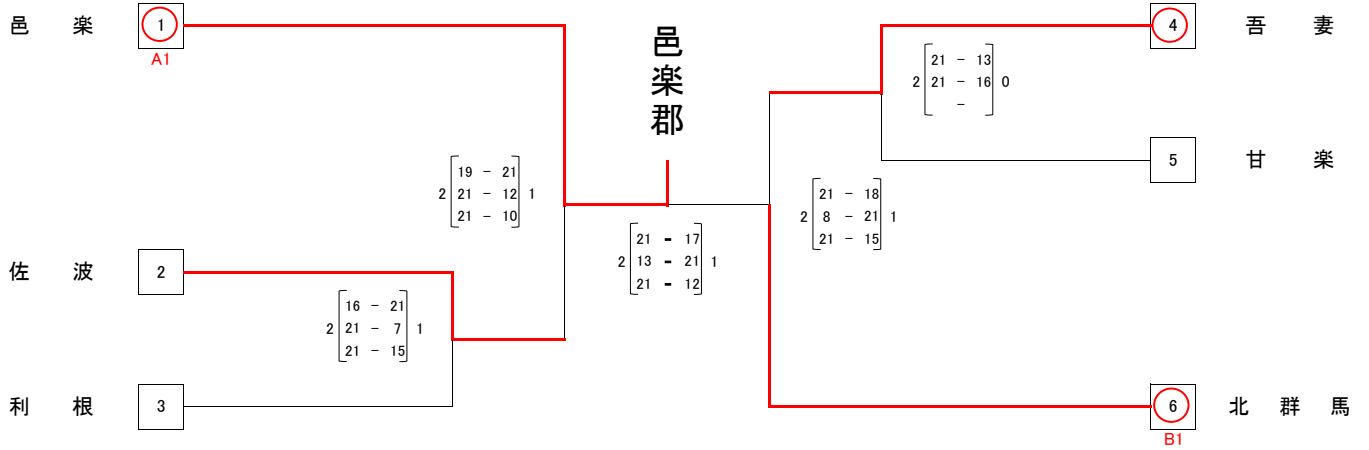 邑楽 1
A1
佐波 2
利根 3
2 19 - 21 1
21 - 12
21 - 10
2 16 - 21 1
21 - 7
21 - 15
邑楽郡
2 21 - 17 1
13 - 21
21 - 12
2 21 - 13 0
21 - 16
-
2 21 - 18 1
8 - 21
21 - 15
4 吾妻
5 甘楽
6 北群馬
B1